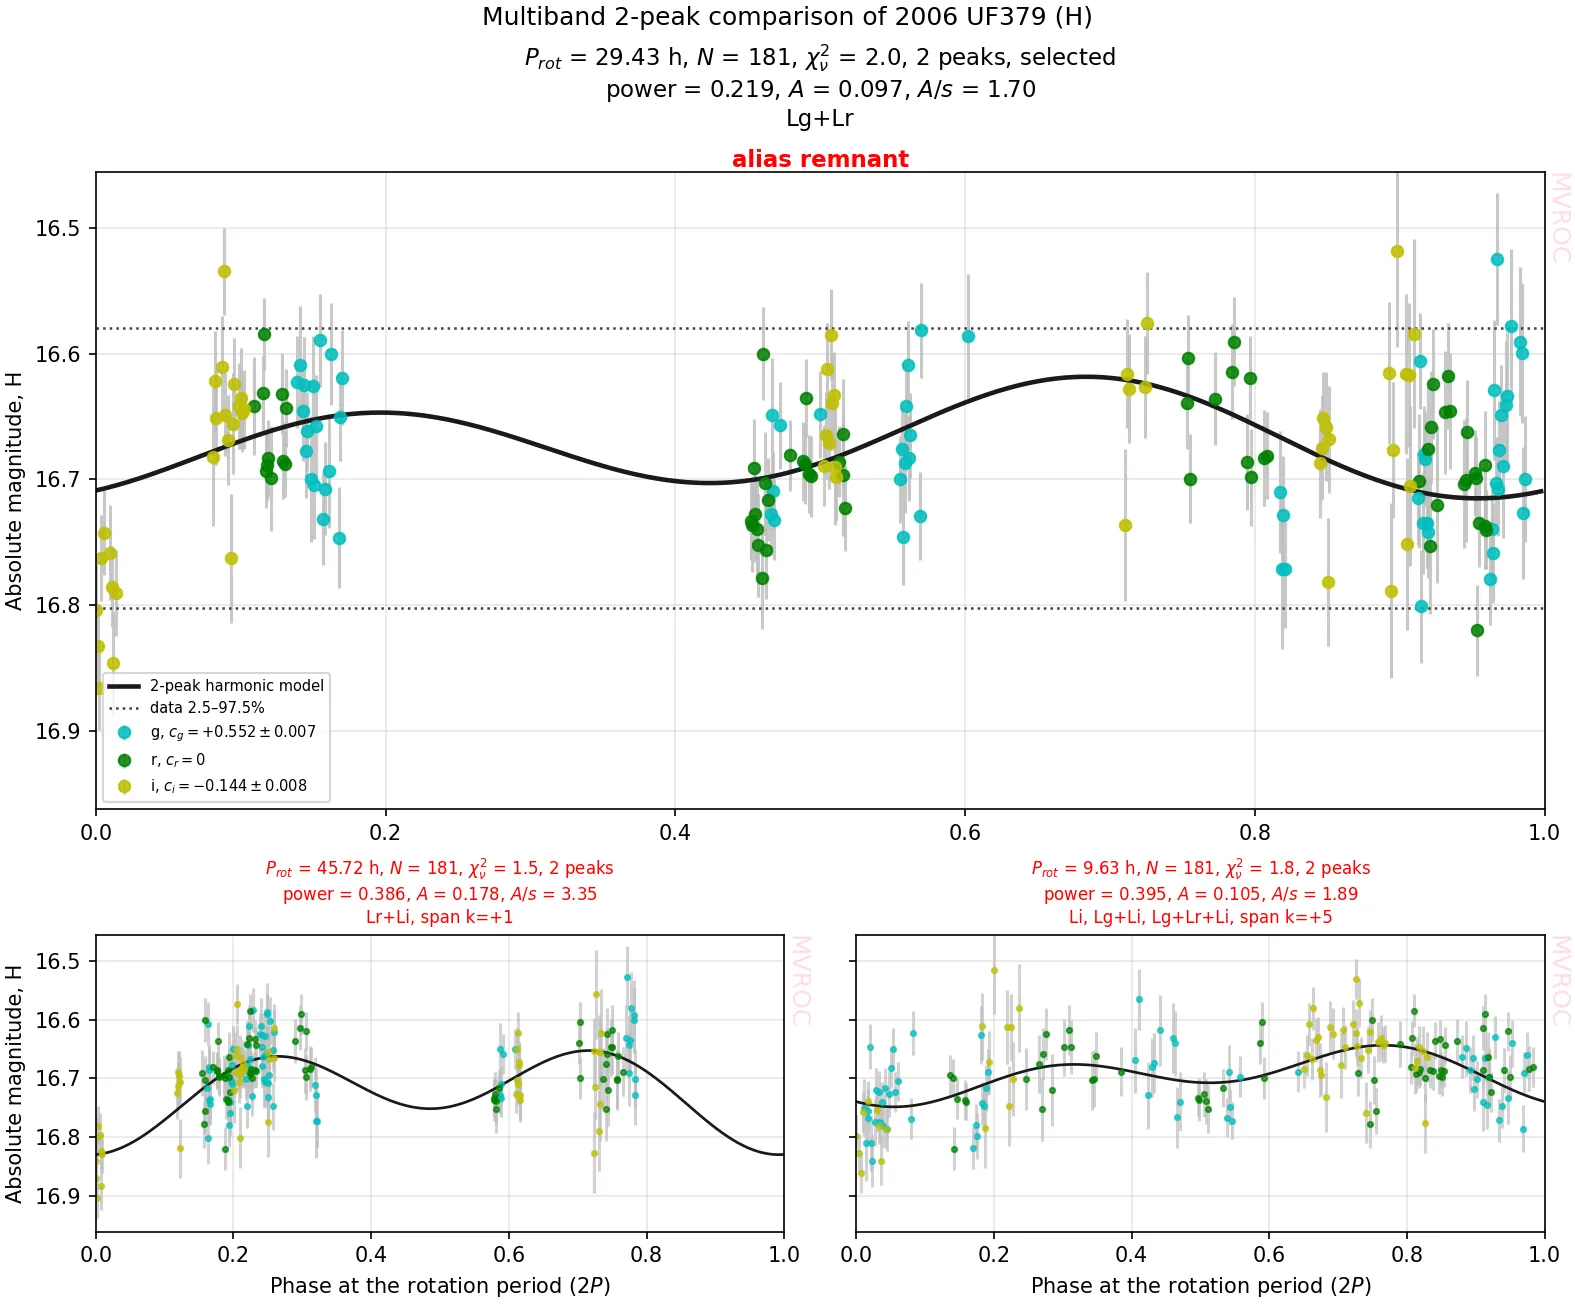 Multiband 2-peak comparison of 2006 UF379 (H)
P_rot = 29.43 h, N = 181, χ²_ν = 2.0, 2 peaks, selected
power = 0.219, A = 0.097, A/s = 1.70
Lg+Lr
alias remnant
MVROC
Absolute magnitude, H
16.5
16.6
16.7
16.8
16.9
2-peak harmonic model
data 2.5–97.5%
g, c_g = +0.552 ± 0.007
r, c_r = 0
i, c_i = −0.144 ± 0.008
0.0 0.2 0.4 0.6 0.8 1.0
P_rot = 45.72 h, N = 181, χ²_ν = 1.5, 2 peaks
power = 0.386, A = 0.178, A/s = 3.35
Lr+Li, span k=+1
MVROC
Absolute magnitude, H
16.5
16.6
16.7
16.8
16.9
0.0 0.2 0.4 0.6 0.8 1.0
Phase at the rotation period (2P)
P_rot = 9.63 h, N = 181, χ²_ν = 1.8, 2 peaks
power = 0.395, A = 0.105, A/s = 1.89
Li, Lg+Li, Lg+Lr+Li, span k=+5
MVROC
0.0 0.2 0.4 0.6 0.8 1.0
Phase at the rotation period (2P)